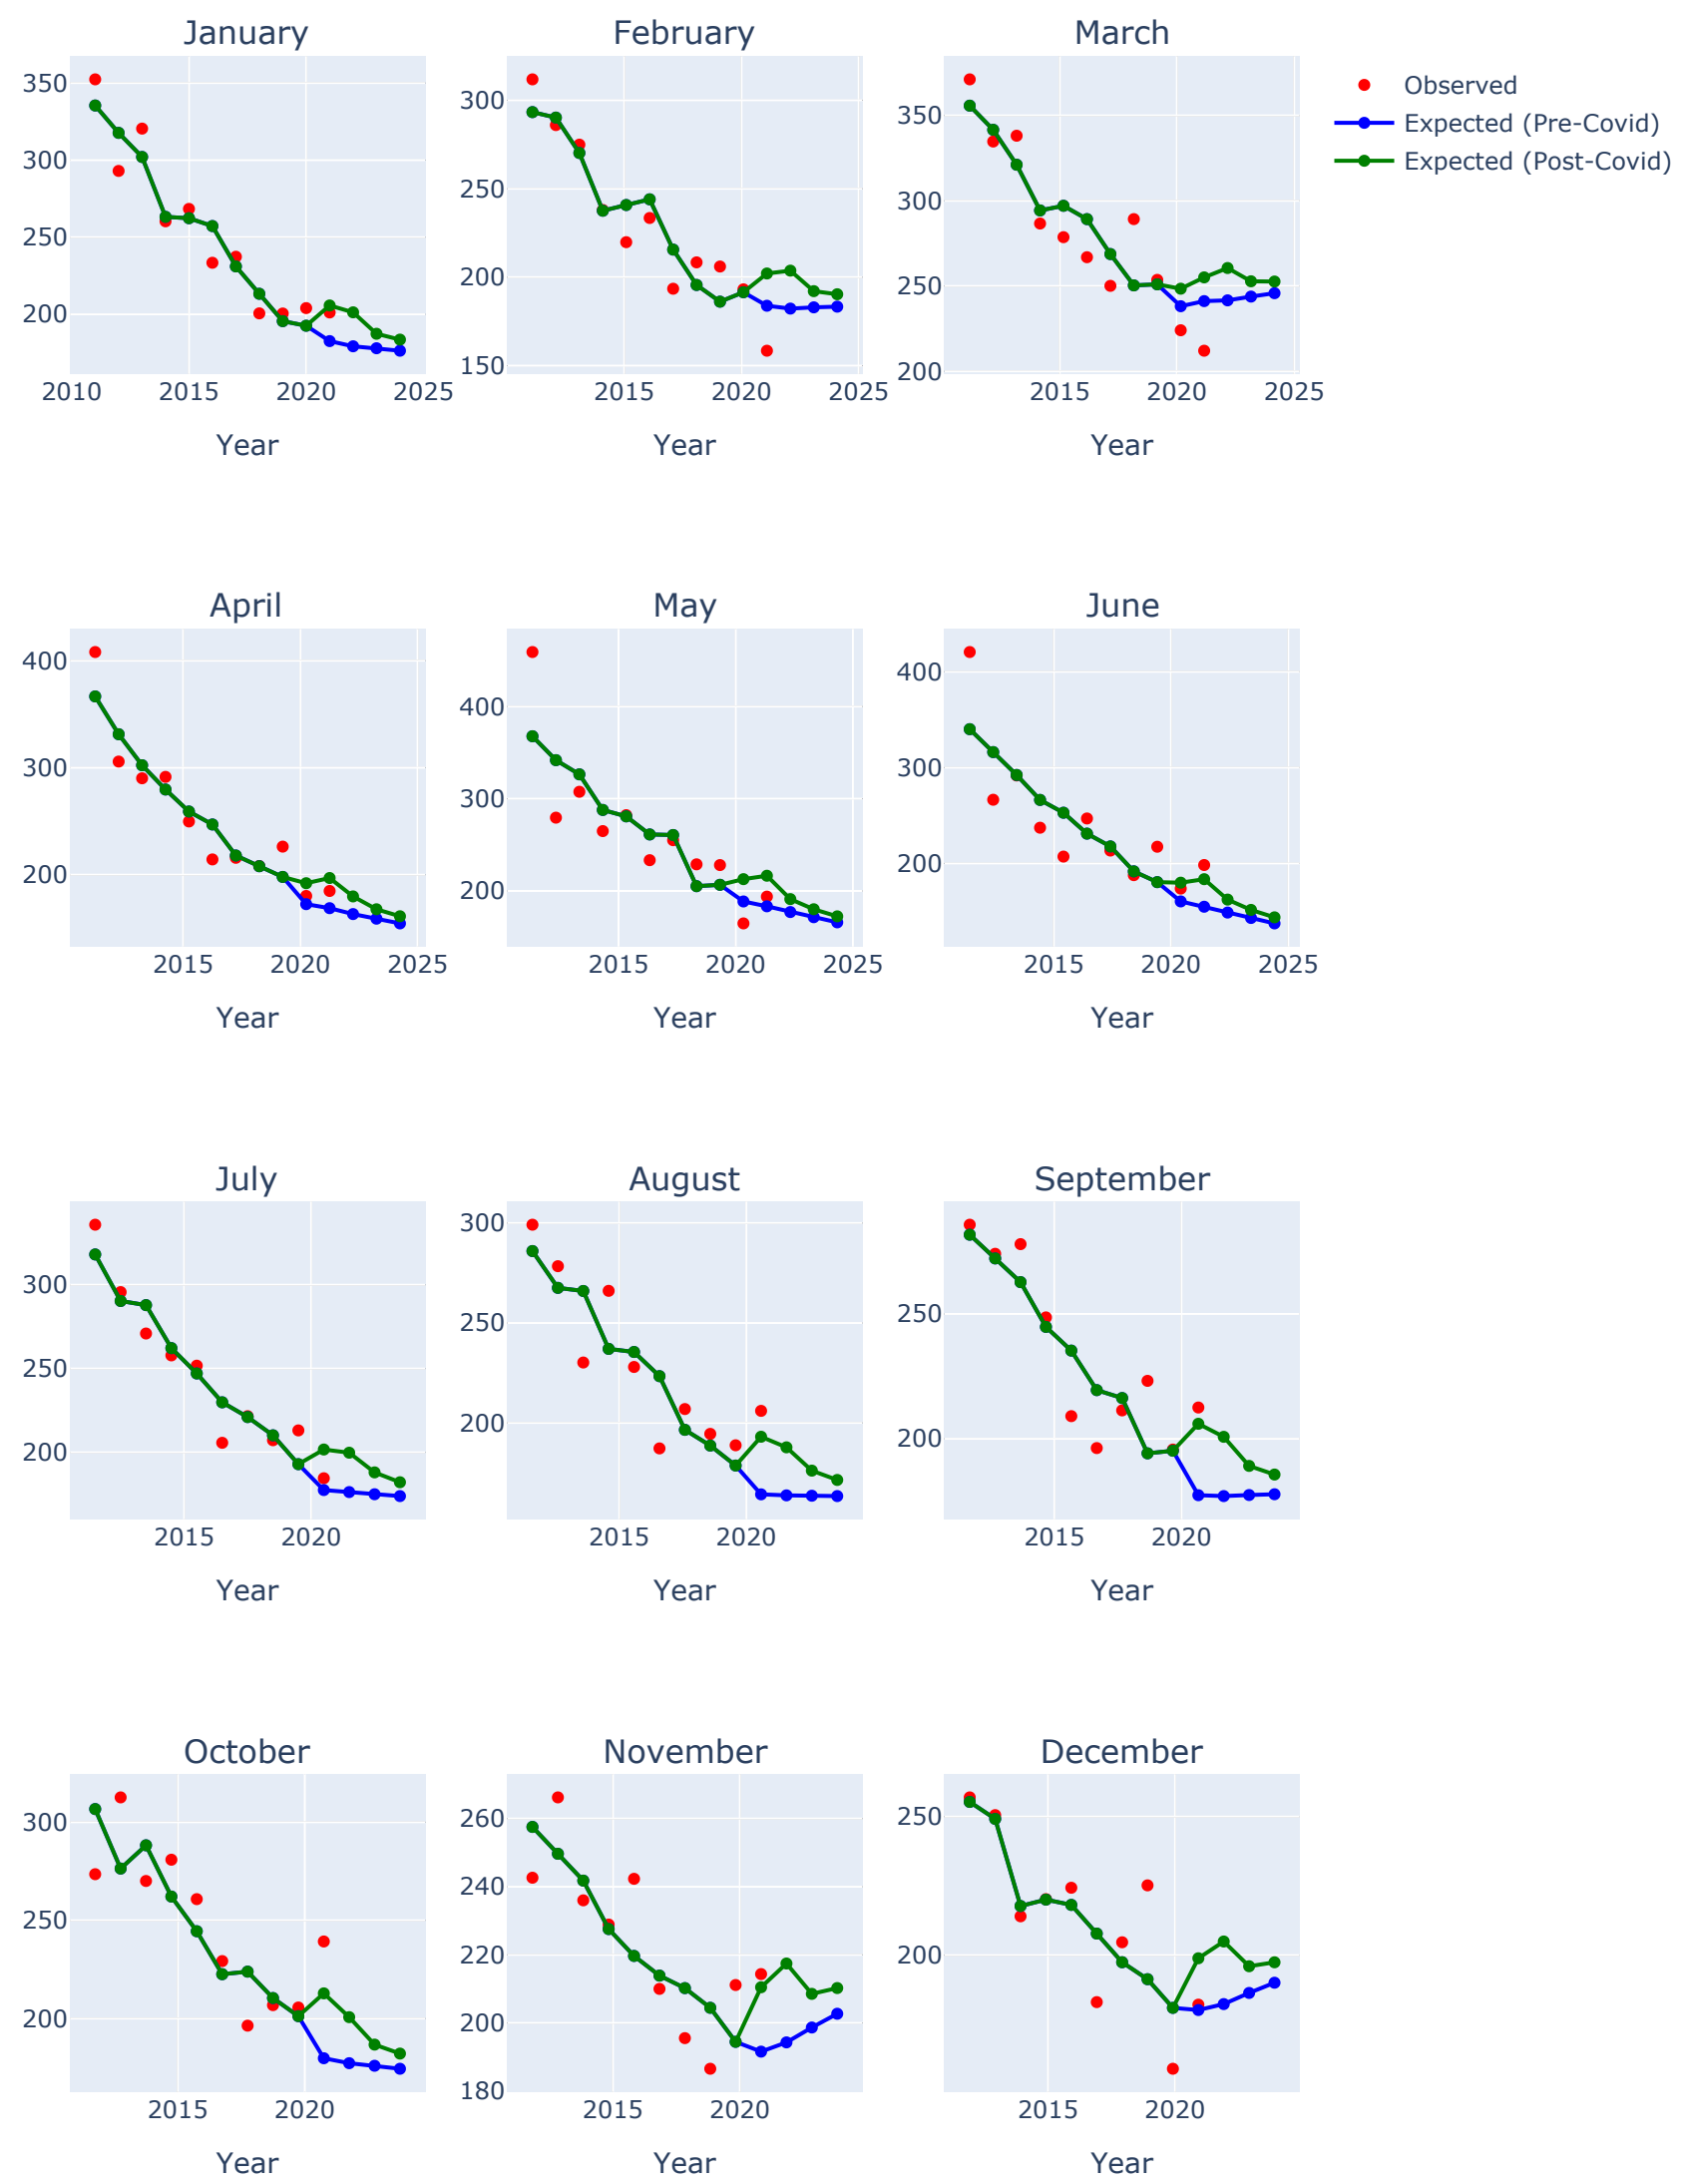 January
February
March
Observed
Expected (Pre-Covid)
Expected (Post-Covid)
350
300
250
200
300
250
200
150
350
300
250
200
2010 2015 2020 2025
2015 2020 2025
2015 2020 2025
Year
Year
Year
April
May
June
400
300
200
400
300
200
400
300
200
2015 2020 2025
2015 2020 2025
2015 2020 2025
Year
Year
Year
July
August
September
300
250
200
300
250
200
250
200
2015 2020
2015 2020
2015 2020
Year
Year
Year
October
November
December
300
250
200
260
240
220
200
180
250
200
2015 2020
2015 2020
2015 2020
Year
Year
Year